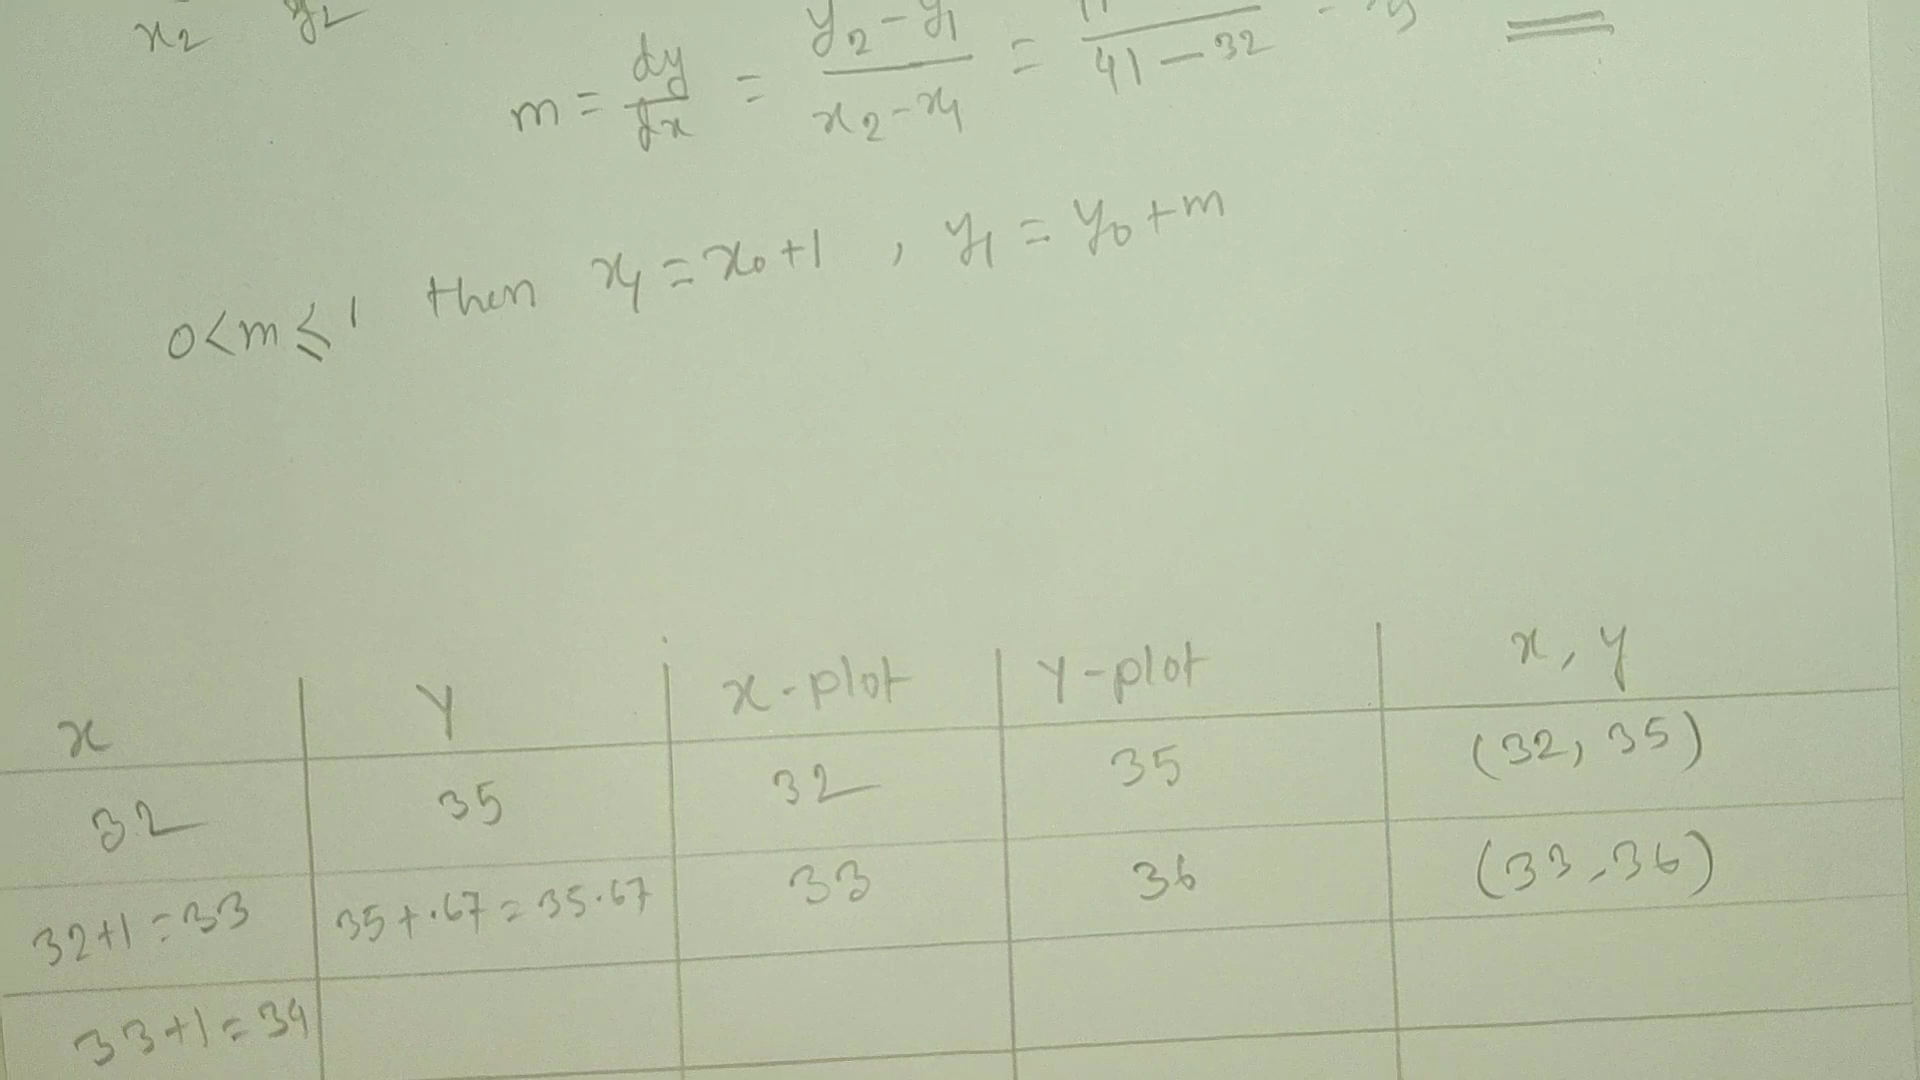 x2 y2
m = dy/dx = y2-y1/x2-x1 = /41-32
0<m≤1 then x1 = x0+1 , y1 = y0+m
x Y x-plot Y-plot x, y
32 35 32 35 (32, 35)
32+1=33 35+.67=35.67 33 36 (33,36)
33+1=34